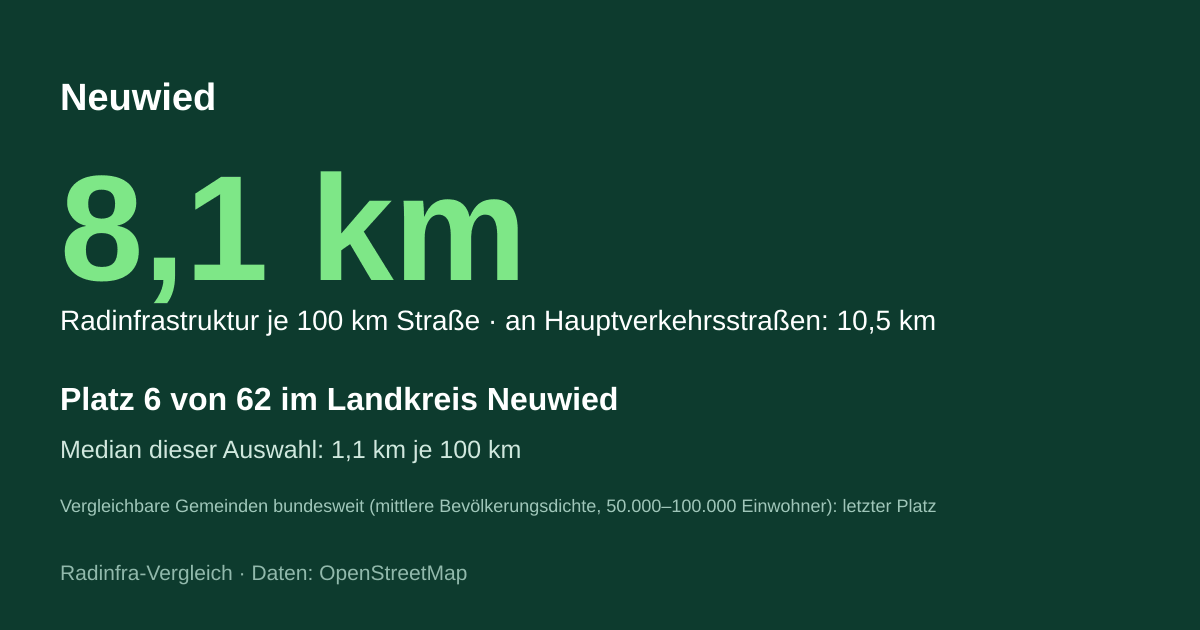 Neuwied
8,1 km
Radinfrastruktur je 100 km Straße · an Hauptverkehrsstraßen: 10,5 km
Platz 6 von 62 im Landkreis Neuwied
Median dieser Auswahl: 1,1 km je 100 km
Vergleichbare Gemeinden bundesweit (mittlere Bevölkerungsdichte, 50.000–100.000 Einwohner): letzter Platz
Radinfra-Vergleich · Daten: OpenStreetMap